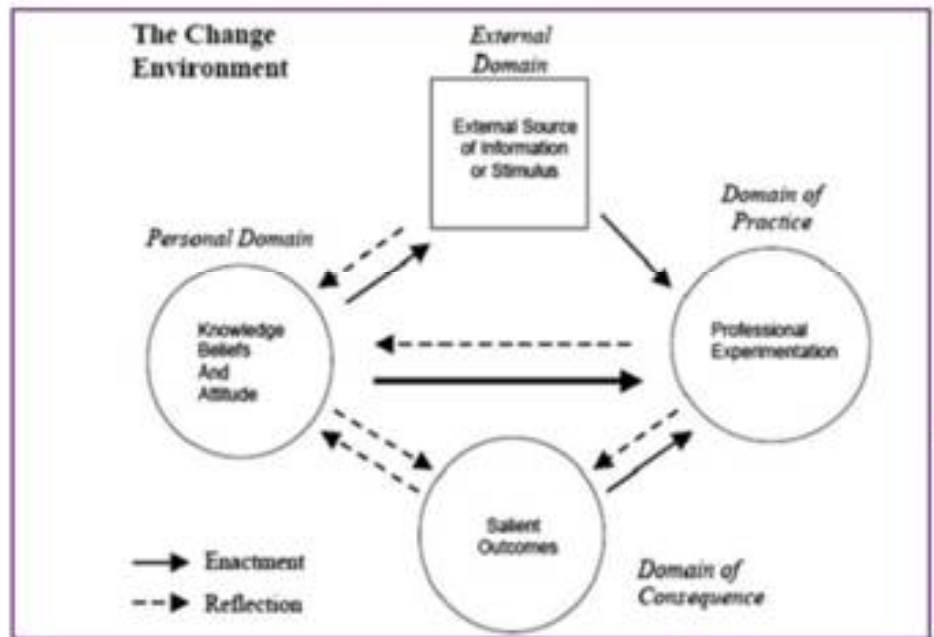 The Change
Environment
External
Domain
External Source
of Information
or Stimulus
Domain of
Practice
Personal Domain
Knowledge
Beliefs
And
Attitude
Professional
Experimentation
Salient
Outcomes
Enactment
Reflection
Domain of
Consequence